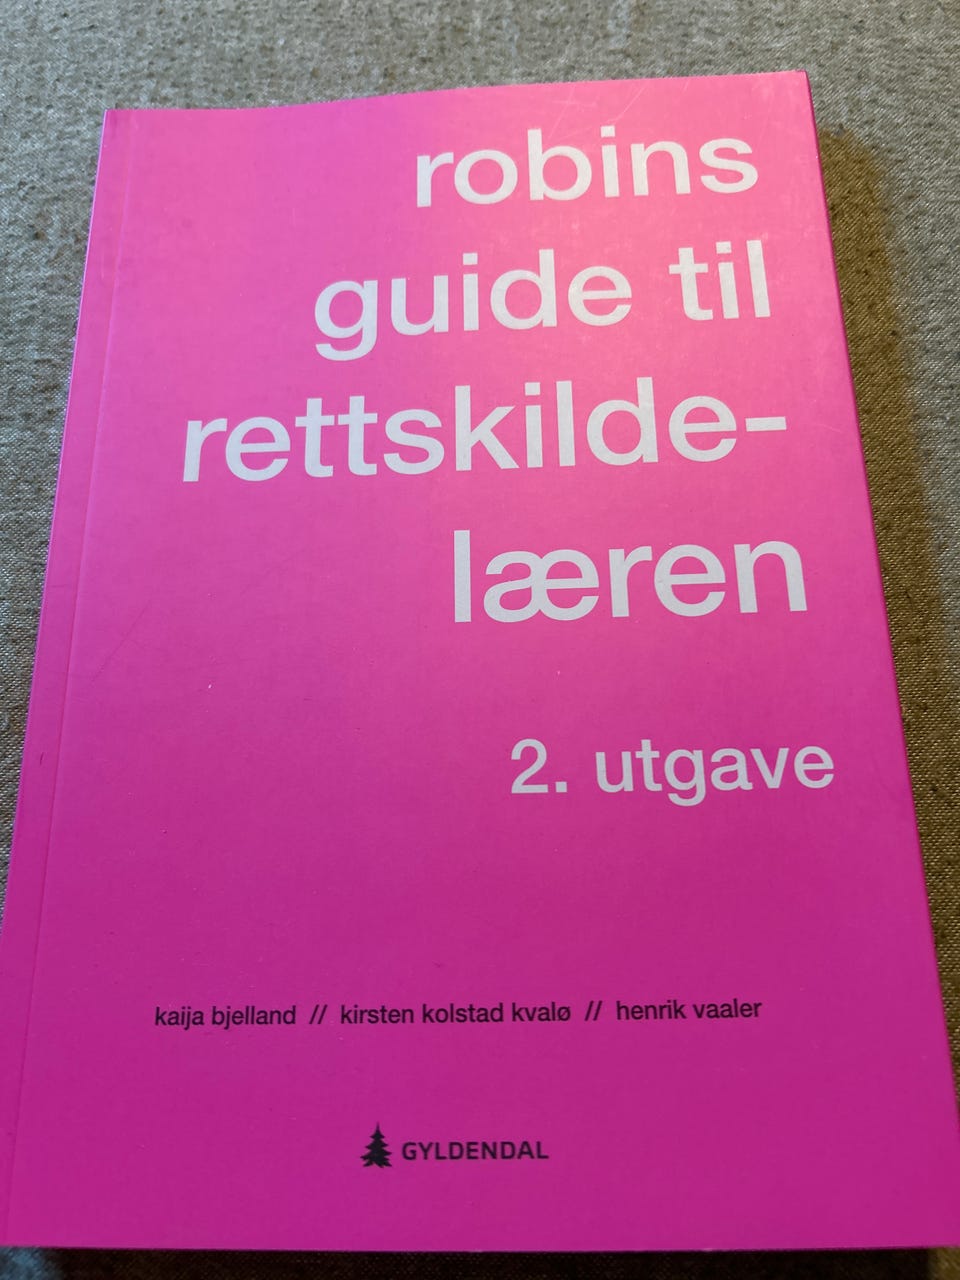 robins
guide til
rettskilde-
læren
2. utgave
kaija bjelland // kirsten kolstad kvalø // henrik vaaler
GYLDENDAL